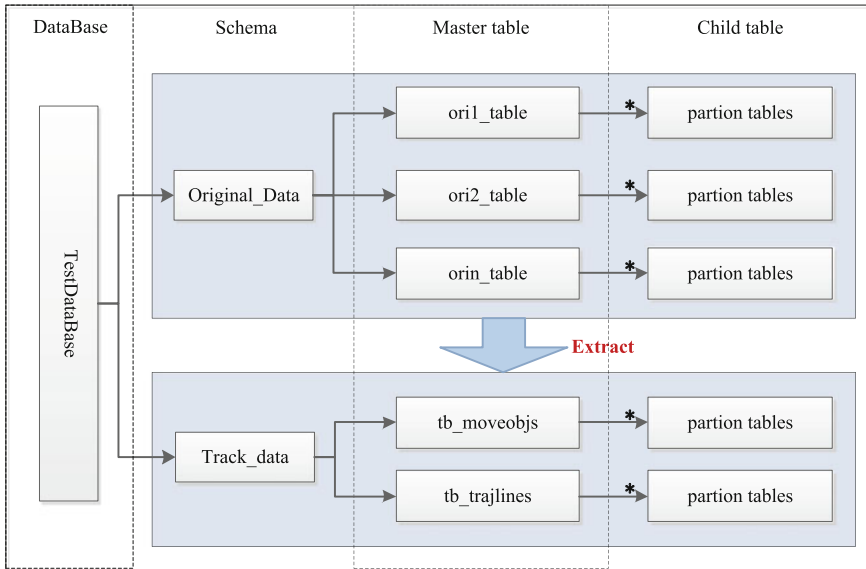 DataBase
Schema
Master table
Child table
TestDataBase
Original_Data
ori1_table
*
partion tables
ori2_table
*
partion tables
orin_table
*
partion tables
Extract
Track_data
tb_moveobjs
*
partion tables
tb_trajlines
*
partion tables